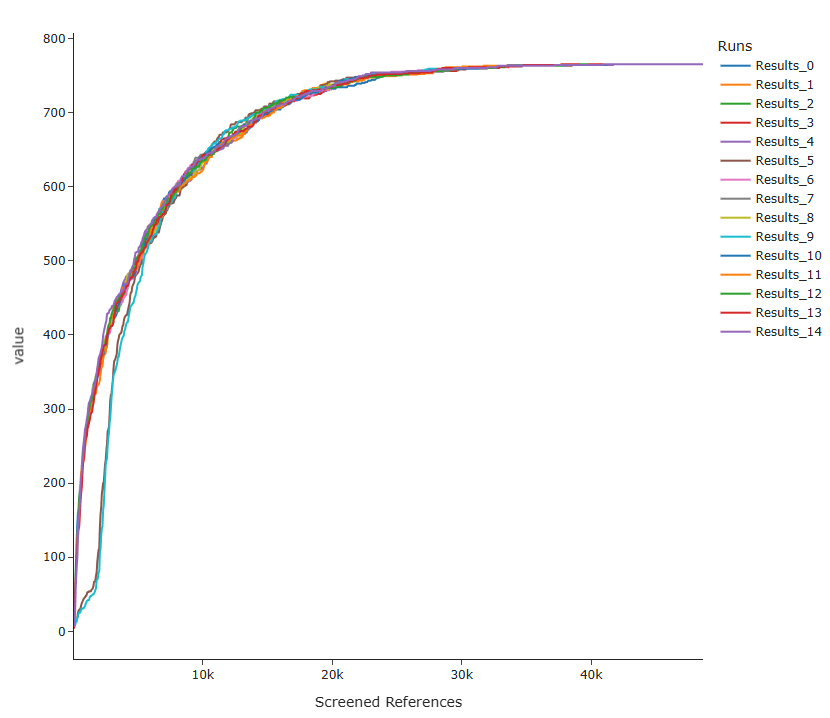 800
700
600
500
400
300
200
100
0
value
10k
20k
30k
40k
Screened References
Runs
Results_0
Results_1
Results_2
Results_3
Results_4
Results_5
Results_6
Results_7
Results_8
Results_9
Results_10
Results_11
Results_12
Results_13
Results_14